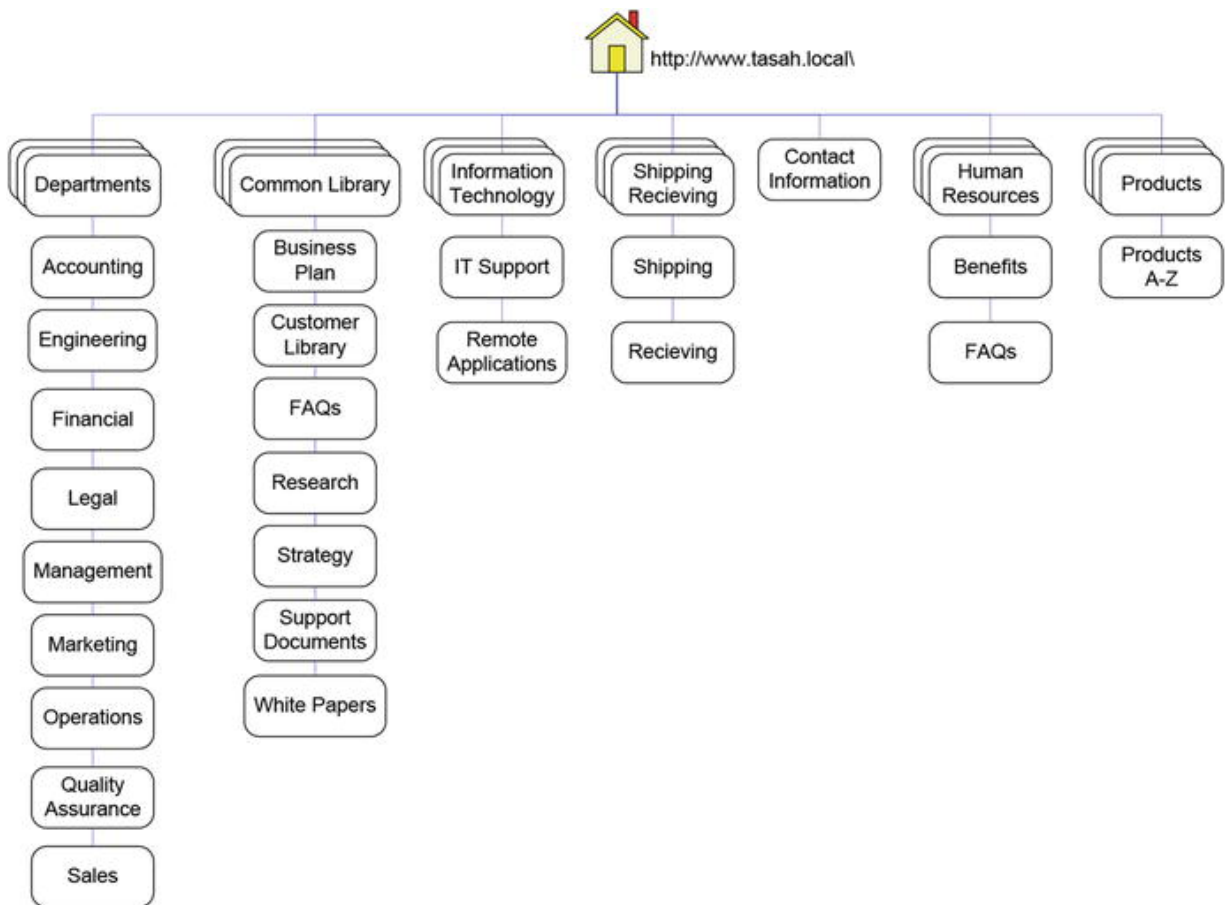 http://www.tasah.local\
Departments
Accounting
Engineering
Financial
Legal
Management
Marketing
Operations
Quality
Assurance
Sales
Common Library
Business
Plan
Customer
Library
FAQs
Research
Strategy
Support
Documents
White Papers
Information
Technology
IT Support
Remote
Applications
Shipping
Recieving
Shipping
Recieving
Contact
Information
Human
Resources
Benefits
FAQs
Products
Products
A-Z